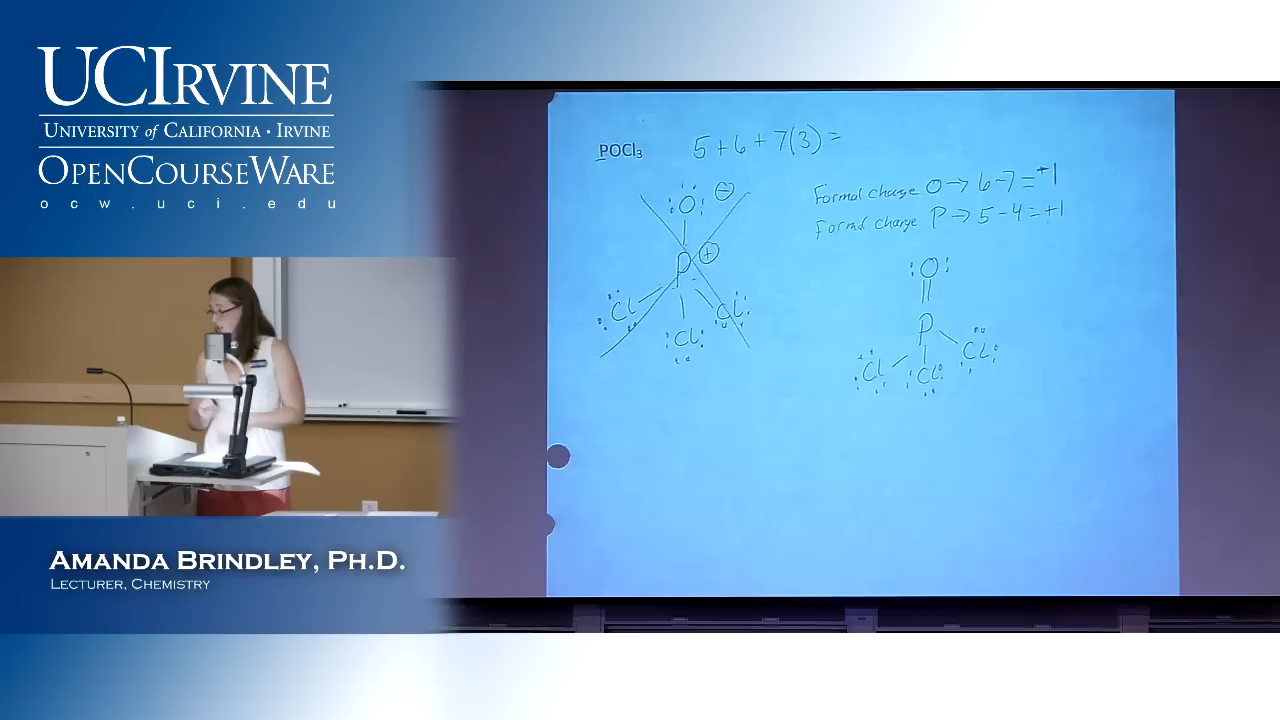 UCIRVINE
UNIVERSITY of CALIFORNIA · IRVINE
OPENCOURSEWARE
ocw.uci.edu
POCl₃ 5+6+7(3)=
Formal charge O → 6-7=+1
Formal charge P → 5-4=+1
O ⊖
P ⊕
Cl Cl Cl
O
P
Cl Cl Cl
AMANDA BRINDLEY, PH.D.
LECTURER, CHEMISTRY